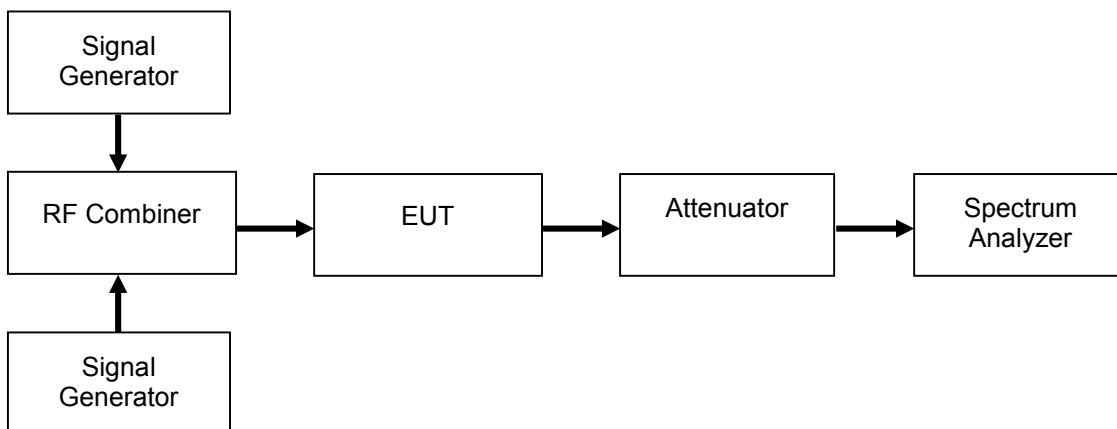 Signal
Generator
RF Combiner
EUT
Attenuator
Spectrum
Analyzer
Signal
Generator